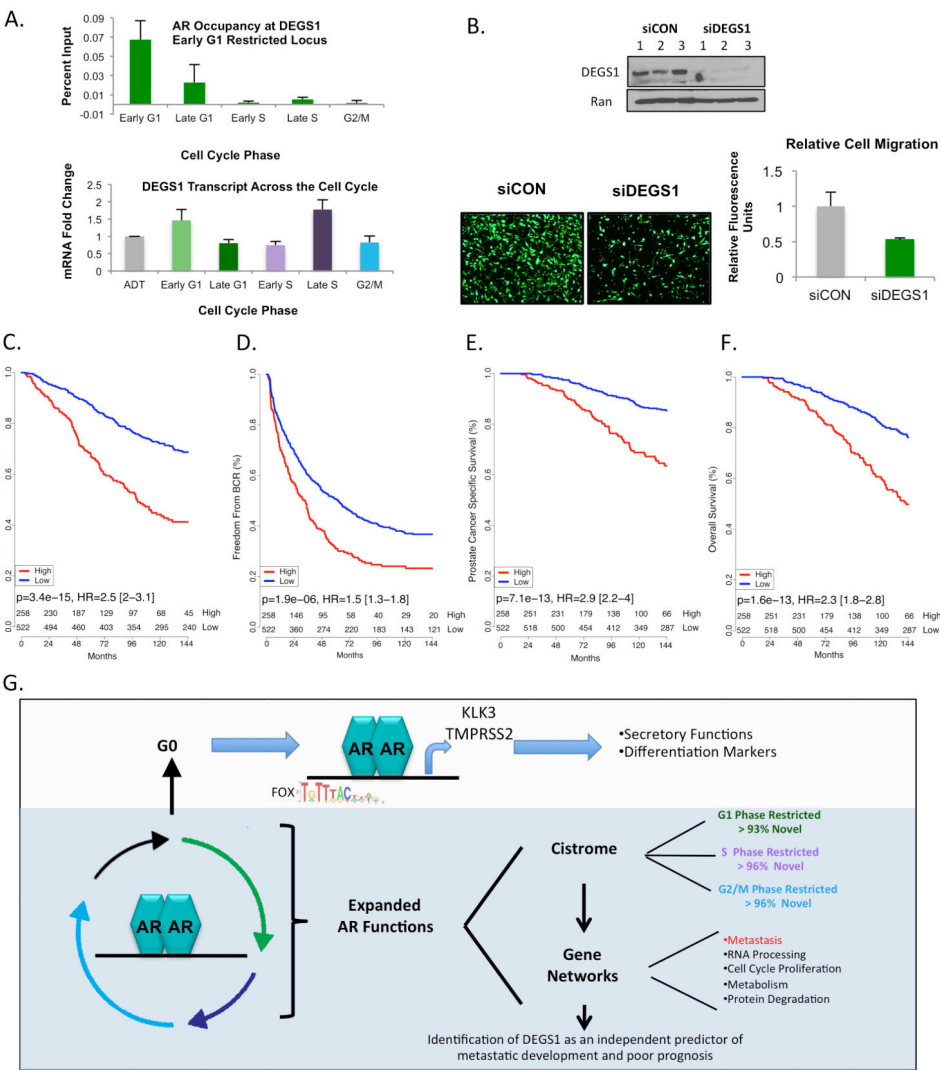 A.
AR Occupancy at DEGS1
Early G1 Restricted Locus
Percent Input
0.09
0.07
0.05
0.03
0.01
-0.01
Early G1 Late G1 Early S Late S G2/M
Cell Cycle Phase
DEGS1 Transcript Across the Cell Cycle
mRNA Fold Change
2.5
2
1.5
1
0.5
0
ADT Early G1 Late G1 Early S Late S G2/M
Cell Cycle Phase
B.
siCON siDEGS1
1 2 3 1 2 3
DEGS1
Ran
siCON siDEGS1
Relative Cell Migration
Relative Fluorescence
Units
1.5
1
0.5
0
siCON siDEGS1
C.
1.0
0.8
0.6
0.4
0.2
0.0
High
Low
p=3.4e-15, HR=2.5 [2-3.1]
258 230 187 129 97 68 45 High
522 494 460 403 354 295 240 Low
0 24 48 72 96 120 144
Months
D.
Freedom From BCR (%)
1.0
0.8
0.6
0.4
0.2
0.0
High
Low
p=1.9e-06, HR=1.5 [1.3-1.8]
258 146 95 58 40 29 20 High
522 360 274 220 183 143 121 Low
0 24 48 72 96 120 144
Months
E.
Prostate Cancer Specific Survival (%)
1.0
0.8
0.6
0.4
0.2
0.0
High
Low
p=7.1e-13, HR=2.9 [2.2-4]
258 251 231 179 138 100 66 High
522 518 500 454 412 349 287 Low
0 24 48 72 96 120 144
Months
F.
Overall Survival (%)
1.0
0.8
0.6
0.4
0.2
0.0
High
Low
p=1.6e-13, HR=2.3 [1.8-2.8]
258 251 231 179 138 100 66 High
522 518 500 454 412 349 287 Low
0 24 48 72 96 120 144
Months
G.
G0
AR AR
FOX TGTTTAC
KLK3
TMPRSS2
•Secretory Functions
•Differentiation Markers
AR AR
Expanded
AR Functions
Cistrome
G1 Phase Restricted
> 93% Novel
S Phase Restricted
> 96% Novel
G2/M Phase Restricted
> 96% Novel
Gene
Networks
•Metastasis
•RNA Processing
•Cell Cycle Proliferation
•Metabolism
•Protein Degradation
Identification of DEGS1 as an independent predictor of
metastatic development and poor prognosis